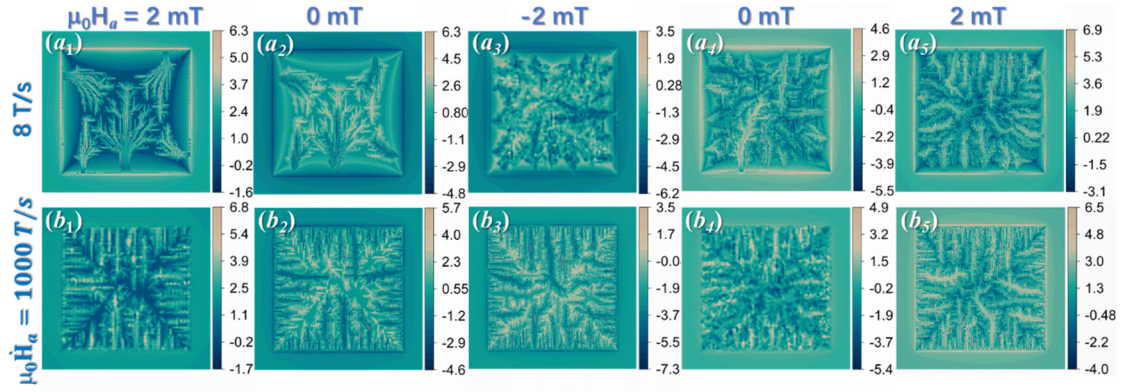 μ₀Hₐ = 2 mT 0 mT -2 mT 0 mT 2 mT
8 T/s
(a₁) 6.3 5.0 3.7 2.4 1.0 -0.2 -1.6
(a₂) 6.3 4.5 2.6 0.80 -1.1 -2.9 -4.8
(a₃) 3.5 1.9 0.28 -1.3 -2.9 -4.5 -6.2
(a₄) 4.6 2.9 1.2 -0.4 -2.2 -3.9 -5.5
(a₅) 6.9 5.3 3.6 1.9 0.22 -1.5 -3.1
μ₀Ḣₐ = 1000 T/s
(b₁) 6.8 5.4 3.9 2.5 1.1 -0.2 -1.7
(b₂) 5.7 4.0 2.3 0.55 -1.2 -2.9 -4.6
(b₃) 3.5 1.7 -0.0 -1.9 -3.7 -5.5 -7.3
(b₄) 4.9 3.2 1.5 -0.2 -2.0 -3.7 -5.4
(b₅) 6.5 4.8 3.0 1.3 -0.48 -2.2 -4.0